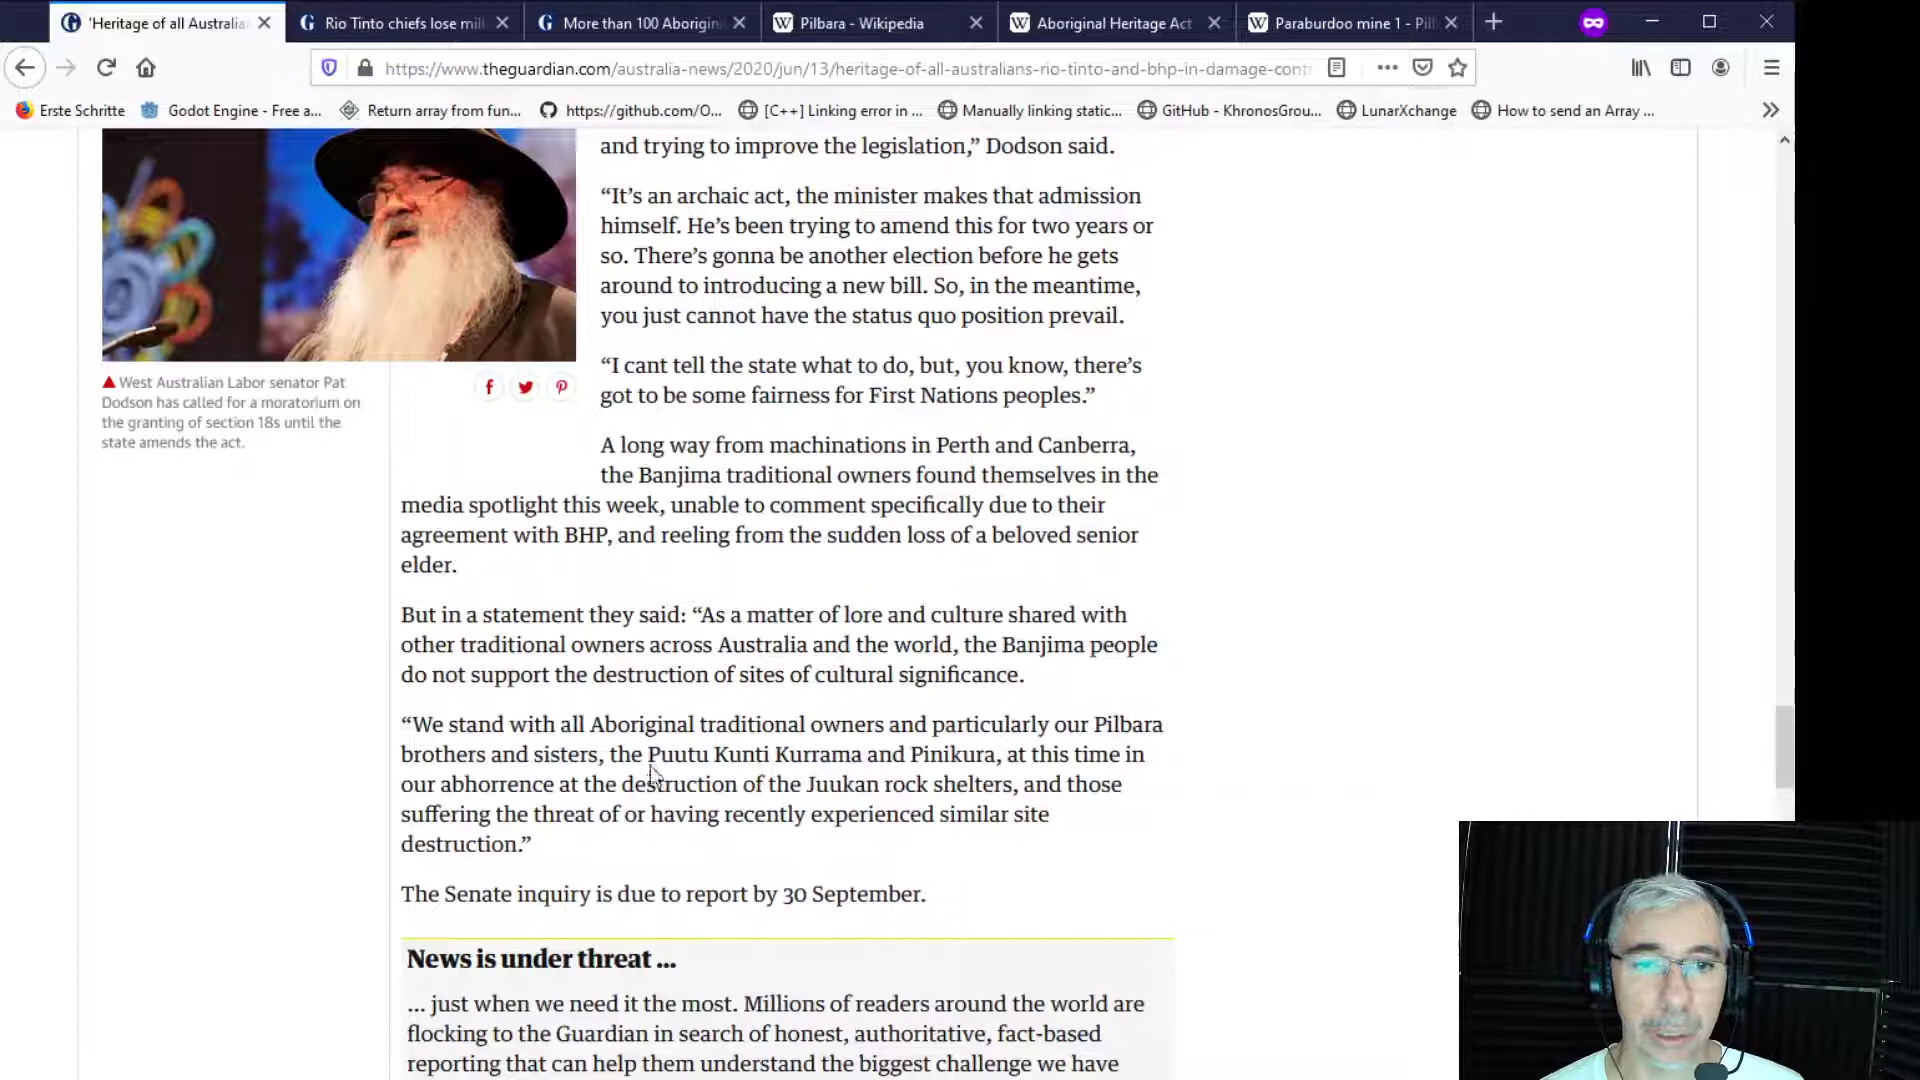 'Heritage of all Australia
Rio Tinto chiefs lose mil
More than 100 Aborigin
Pilbara - Wikipedia
Aboriginal Heritage Act
Paraburdoo mine 1 - Pil
https://www.theguardian.com/australia-news/2020/jun/13/heritage-of-all-australians-rio-tinto-and-bhp-in-damage-cont
Erste Schritte
Godot Engine - Free a...
Return array from fun...
https://github.com/O...
[C++] Linking error in ...
Manually linking static...
GitHub - KhronosGrou...
LunarXchange
How to send an Array ...
and trying to improve the legislation,” Dodson said.
“It’s an archaic act, the minister makes that admission
himself. He’s been trying to amend this for two years or
so. There’s gonna be another election before he gets
around to introducing a new bill. So, in the meantime,
you just cannot have the status quo position prevail.
“I cant tell the state what to do, but, you know, there’s
got to be some fairness for First Nations peoples.”
West Australian Labor senator Pat
Dodson has called for a moratorium on
the granting of section 18s until the
state amends the act.
A long way from machinations in Perth and Canberra,
the Banjima traditional owners found themselves in the
media spotlight this week, unable to comment specifically due to their
agreement with BHP, and reeling from the sudden loss of a beloved senior
elder.
But in a statement they said: “As a matter of lore and culture shared with
other traditional owners across Australia and the world, the Banjima people
do not support the destruction of sites of cultural significance.
“We stand with all Aboriginal traditional owners and particularly our Pilbara
brothers and sisters, the Puutu Kunti Kurrama and Pinikura, at this time in
our abhorrence at the destruction of the Juukan rock shelters, and those
suffering the threat of or having recently experienced similar site
destruction.”
The Senate inquiry is due to report by 30 September.
News is under threat ...
... just when we need it the most. Millions of readers around the world are
flocking to the Guardian in search of honest, authoritative, fact-based
reporting that can help them understand the biggest challenge we have